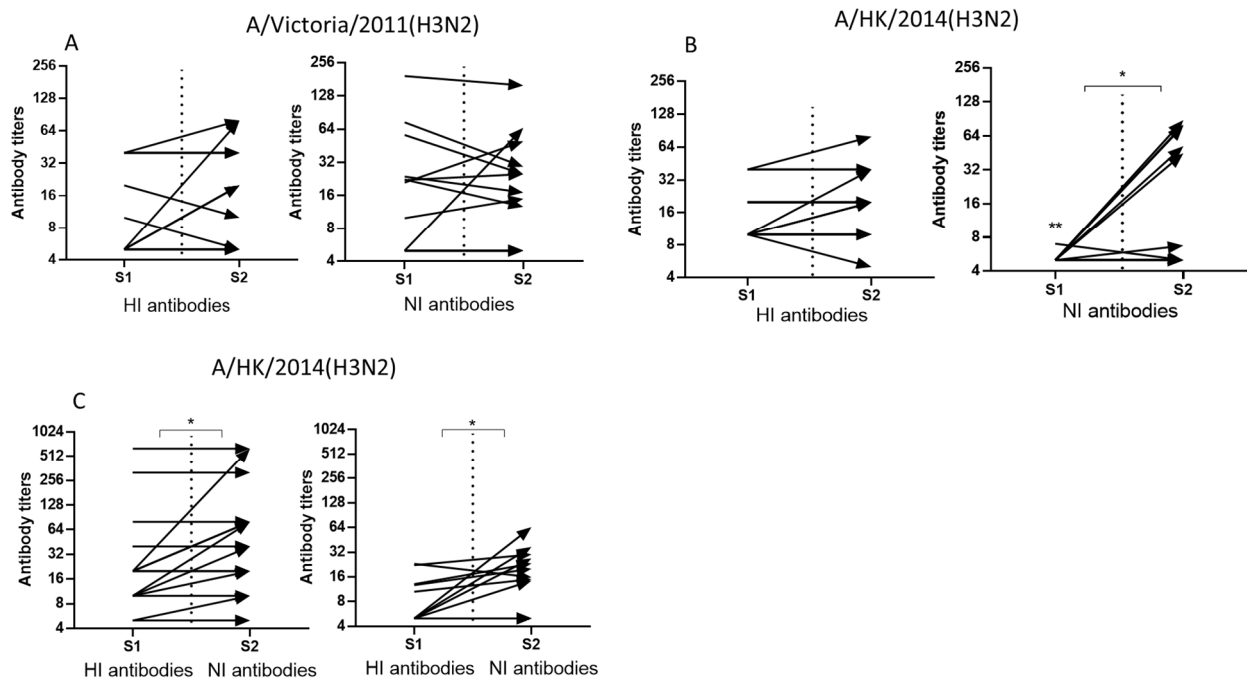 A/Victoria/2011(H3N2)
A
Antibody titers
256
128
64
32
16
8
4
S1
S2
HI antibodies
Antibody titers
256
128
64
32
16
8
4
S1
S2
NI antibodies
A/HK/2014(H3N2)
B
Antibody titers
256
128
64
32
16
8
4
S1
S2
HI antibodies
Antibody titers
256
128
64
32
16
8
4
*
**
S1
S2
NI antibodies
A/HK/2014(H3N2)
C
Antibody titers
1024
512
256
128
64
32
16
8
4
*
S1
S2
HI antibodies NI antibodies
Antibody titers
1024
512
256
128
64
32
16
8
4
*
S1
S2
HI antibodies NI antibodies